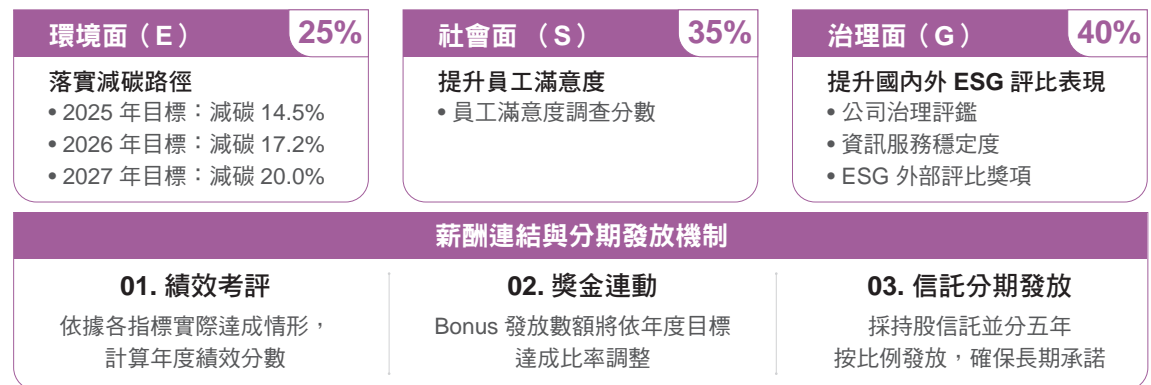 環境面（E） 25%
落實減碳路徑
• 2025 年目標：減碳 14.5%
• 2026 年目標：減碳 17.2%
• 2027 年目標：減碳 20.0%
社會面 （S） 35%
提升員工滿意度
• 員工滿意度調查分數
治理面（G） 40%
提升國內外 ESG 評比表現
• 公司治理評鑑
• 資訊服務穩定度
• ESG 外部評比獎項
薪酬連結與分期發放機制
01. 績效考評
依據各指標實際達成情形，
計算年度績效分數
02. 獎金連動
Bonus 發放數額將依年度目標
達成比率調整
03. 信託分期發放
採持股信託並分五年
按比例發放，確保長期承諾